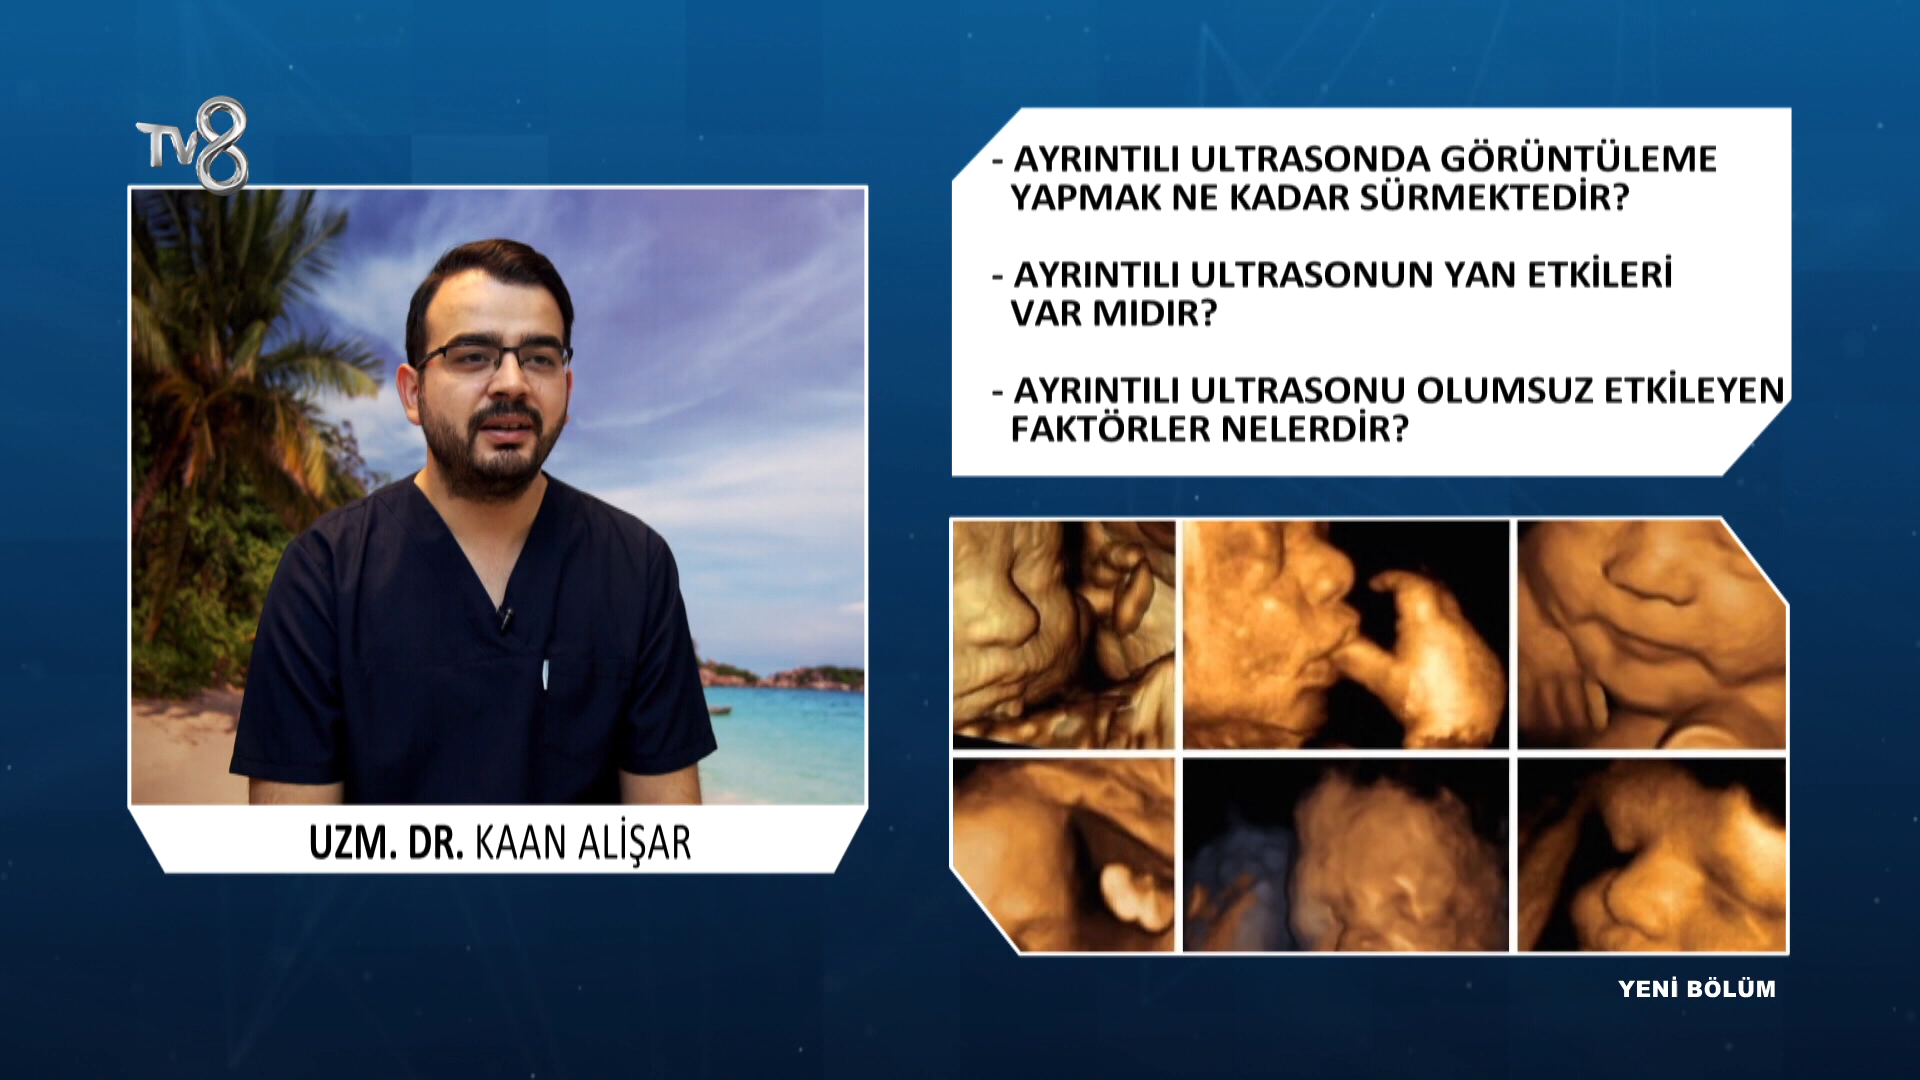 TV8
- AYRINTILI ULTRASONDA GÖRÜNTÜLEME
YAPMAK NE KADAR SÜRMEKTEDİR?
- AYRINTILI ULTRASONUN YAN ETKİLERİ
VAR MIDIR?
- AYRINTILI ULTRASONU OLUMSUZ ETKİLEYEN
FAKTÖRLER NELERDİR?
UZM. DR. KAAN ALİŞAR
YENİ BÖLÜM